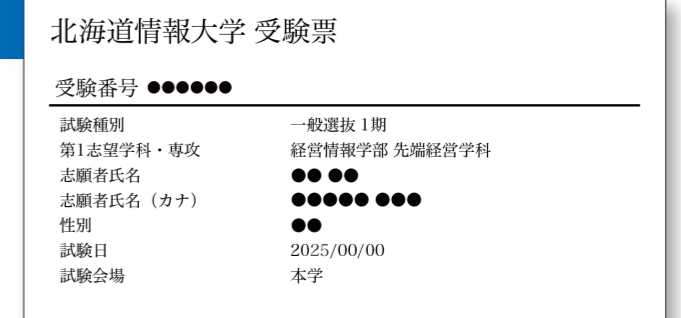 北海道情報大学 受験票
受験番号 ●●●●●●
試験種別 一般選抜 1期
第1志望学科・専攻 経営情報学部 先端経営学科
志願者氏名 ●● ●●
志願者氏名（カナ） ●●●●● ●●●
性別 ●●
試験日 2025/00/00
試験会場 本学